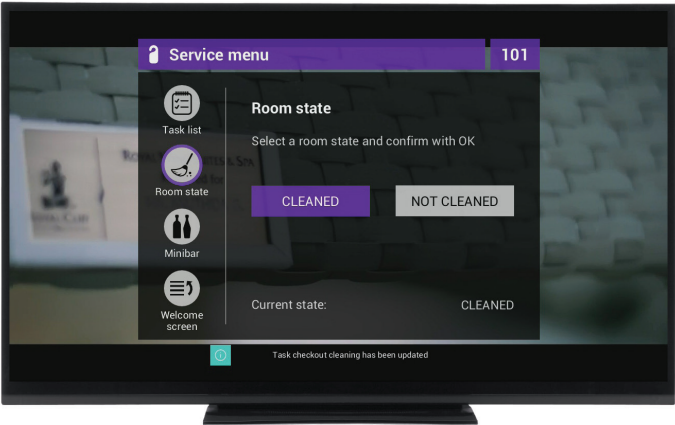 Service menu
101
Task list
Room state
Minibar
Welcome
screen
Room state
Select a room state and confirm with OK
CLEANED
NOT CLEANED
Current state:
CLEANED
Task checkout cleaning has been updated